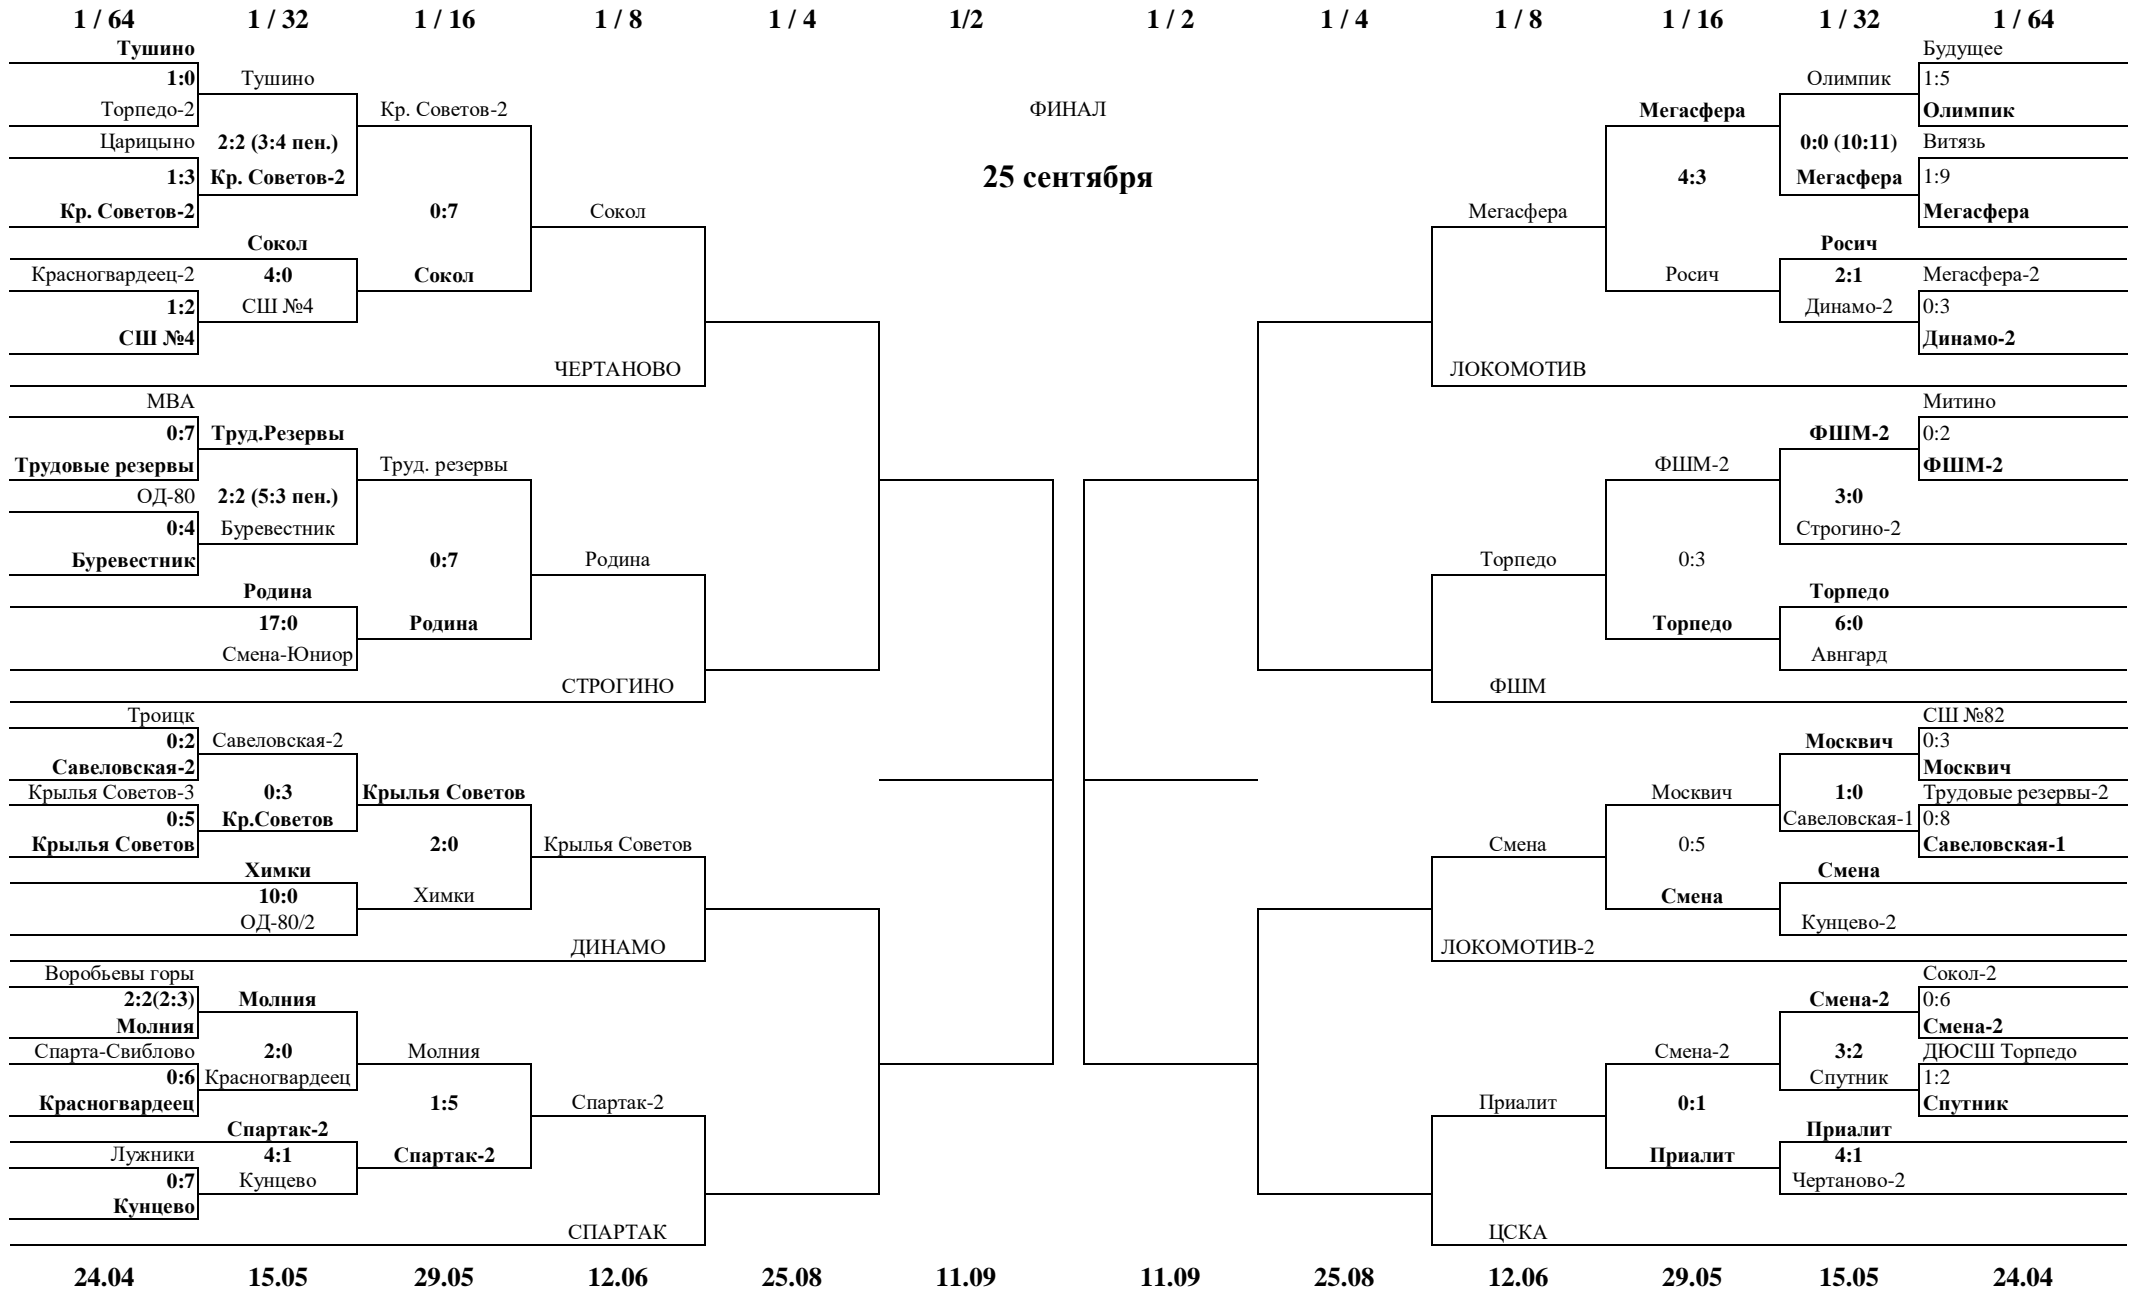 1 / 64 1 / 32 1 / 16 1 / 8 1 / 4 1/2 1 / 2 1 / 4 1 / 8 1 / 16 1 / 32 1 / 64
Тушино Будущее
1:0 Тушино Олимпик 1:5
Торпедо-2 Кр. Советов-2 ФИНАЛ Мегасфера Олимпик
Царицыно 2:2 (3:4 пен.) 0:0 (10:11) Витязь
1:3 Кр. Советов-2 25 сентября 4:3 Мегасфера 1:9
Кр. Советов-2 0:7 Сокол Мегасфера Мегасфера
Сокол Росич
Красногвардеец-2 4:0 Сокол Росич 2:1 Мегасфера-2
1:2 СШ №4 Динамо-2 0:3
СШ №4 Динамо-2
ЧЕРТАНОВО ЛОКОМОТИВ
МВА Митино
0:7 Труд.Резервы ФШМ-2 0:2
Трудовые резервы Труд. резервы ФШМ-2 ФШМ-2
ОД-80 2:2 (5:3 пен.) 3:0
0:4 Буревестник Строгино-2
Буревестник 0:7 Родина Торпедо 0:3
Родина Торпедо
17:0 Родина Торпедо 6:0
Смена-Юниор Авнгард
СТРОГИНО ФШМ
Троицк СШ №82
0:2 Савеловская-2 Москвич 0:3
Савеловская-2 Москвич
Крылья Советов-3 0:3 Крылья Советов Москвич 1:0 Трудовые резервы-2
0:5 Кр.Советов Савеловская-1 0:8
Крылья Советов 2:0 Крылья Советов Смена 0:5 Савеловская-1
Химки Смена
10:0 Химки Смена
ОД-80/2 Кунцево-2
ДИНАМО ЛОКОМОТИВ-2
Воробьевы горы Сокол-2
2:2(2:3) Молния Смена-2 0:6
Молния Смена-2
Спарта-Свиблово 2:0 Молния Смена-2 3:2 ДЮСШ Торпедо
0:6 Красногвардеец Спутник 1:2
Красногвардеец 1:5 Спартак-2 Приалит 0:1 Спутник
Спартак-2 Приалит
Лужники 4:1 Спартак-2 Приалит 4:1
0:7 Кунцево Чертаново-2
Кунцево
СПАРТАК ЦСКА
24.04 15.05 29.05 12.06 25.08 11.09 11.09 25.08 12.06 29.05 15.05 24.04